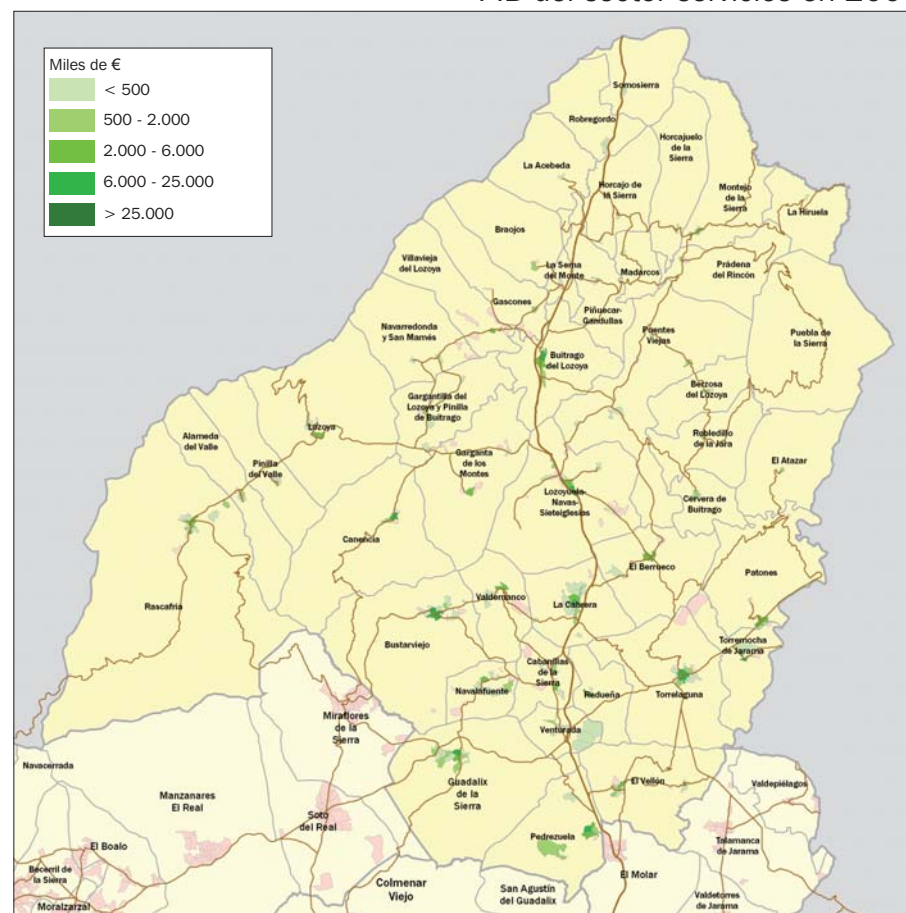 Miles de €
< 500
500 - 2.000
2.000 - 6.000
6.000 - 25.000
> 25.000
Somosierra
Robregordo
Horcajuelo
de la
Sierra
La Acebeda
Horcajo de
la Sierra
Montejo
de la
Sierra
La Hiruela
Braojos
Villavieja
del Lozoya
La Serna
del Monte
Madarcos
Prádena
del Rincón
Gascones
Piñuecar-
Gandullas
Navarredonda
y San Mamés
Puentes
Viejas
Puebla de
la Sierra
Buitrago
del Lozoya
Berzosa
del Lozoya
Gargantilla del
Lozoya y Pinilla
de Buitrago
Lozoya
Alameda
del Valle
Robledillo
de la Jara
Garganta
de los
Montes
El Atazar
Pinilla
del Valle
Lozoyuela-
Navas-
Sieteiglesias
Cervera de
Buitrago
Canencia
El Berrueco
Patones
Rascafría
Valdemanco
La Cabrera
Bustarviejo
Torremocha
de Jarama
Cabanillas
de la
Sierra
Navalafuente
Redueña
Torrelaguna
Miraflores
de la
Sierra
Venturada
Navacerrada
Guadalix
de la
Sierra
El Vellón
Valdepiélagos
Manzanares
El Real
Soto
del Real
Pedrezuela
Talamanca
de Jarama
El Boalo
Becerril de
la Sierra
El Molar
Colmenar
Viejo
San Agustín
del Guadalix
Valdetorres
de Jarama
Moralzarzal